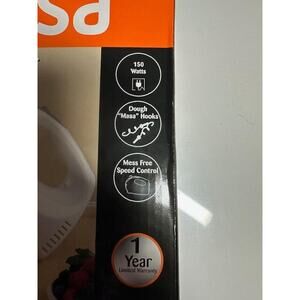 sa
150
Watts
Dough
"Masa" Hooks
Mess Free
Speed Control
1
Year
Limited Warranty